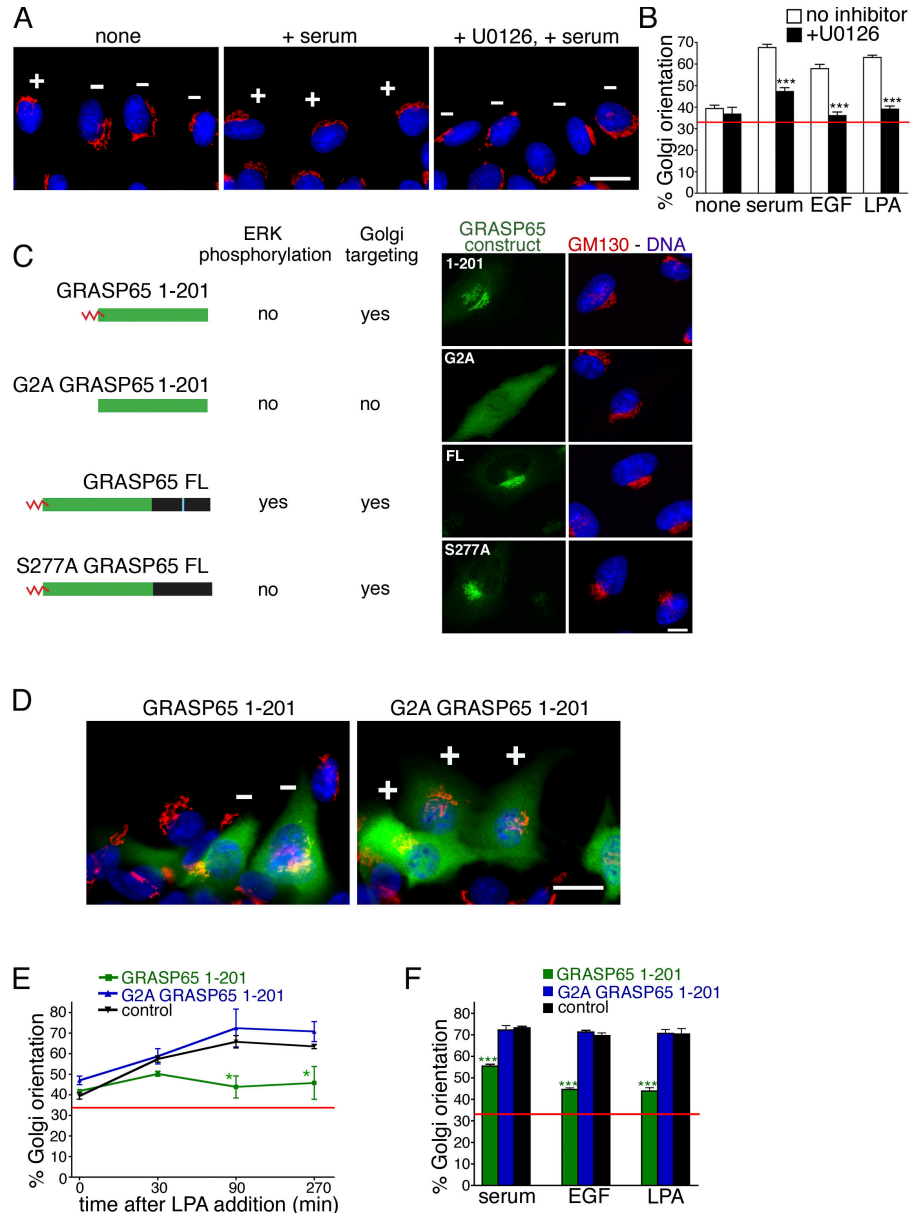 A
none
+ serum
+ U0126, + serum
+ - - -
+ + +
- - - -
B
no inhibitor
+U0126
% Golgi orientation
70
60
50
40
30
20
10
0
*** *** ***
none serum EGF LPA
C
ERK phosphorylation
Golgi targeting
GRASP65 construct
GM130 - DNA
GRASP65 1-201
no yes
1-201
G2A GRASP65 1-201
no no
G2A
GRASP65 FL
yes yes
FL
S277A GRASP65 FL
no yes
S277A
D
GRASP65 1-201
G2A GRASP65 1-201
- -
+ + +
E
GRASP65 1-201
G2A GRASP65 1-201
control
% Golgi orientation
80
70
60
50
40
30
20
10
0
* *
0 30 90 270
time after LPA addition (min)
F
GRASP65 1-201
G2A GRASP65 1-201
control
% Golgi orientation
80
70
60
50
40
30
20
10
0
*** *** ***
serum EGF LPA